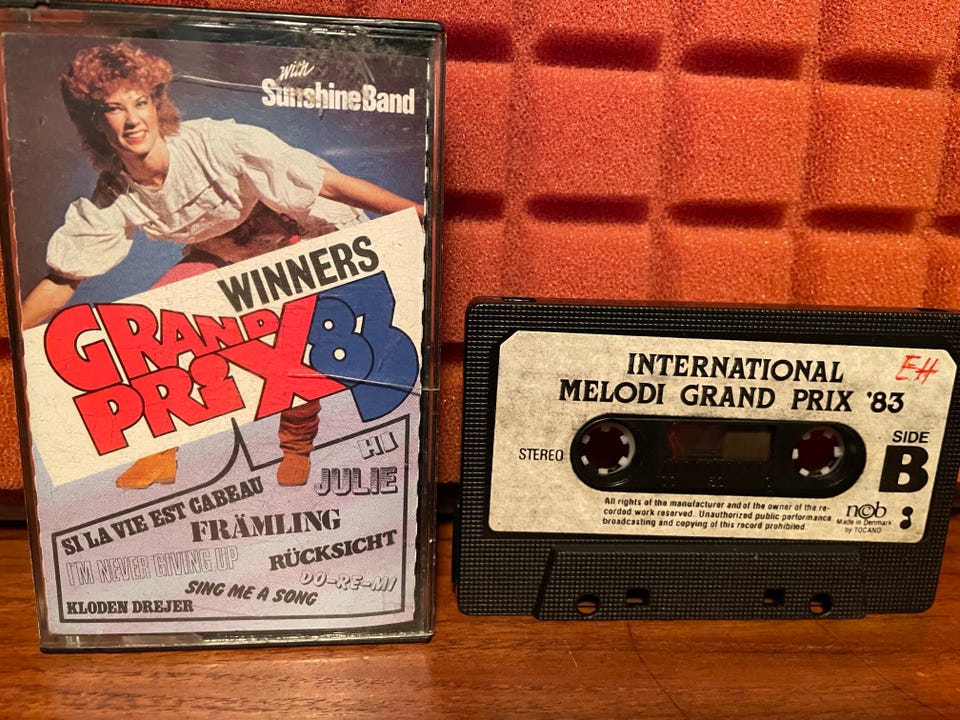 with
Sunshine Band
WINNERS
GRAND
PRIX 83
HI
JULIE
SI LA VIE EST CABEAU
FRÄMLING
I'M NEVER GIVING UP
RÜCKSICHT
DO-RE-MI
SING ME A SONG
KLODEN DREJER
INTERNATIONAL
EH
MELODI GRAND PRIX '83
STEREO
SIDE
B
All rights of the manufacturer and of the owner of the re-
corded work reserved. Unauthorized public performance
broadcasting and copying of this record prohibited.
ncb
Made in Denmark
by TOCANO